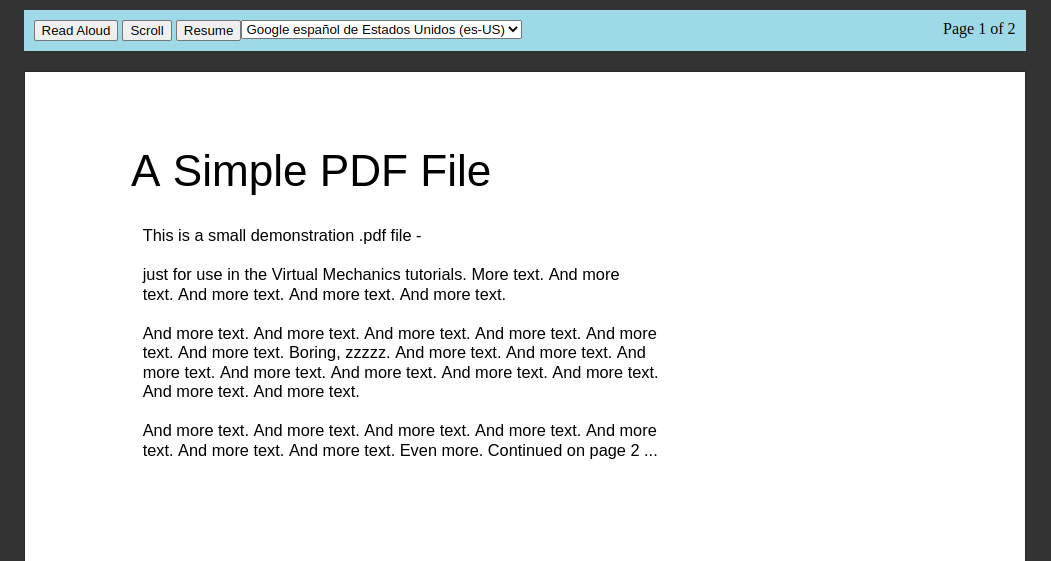 Read Aloud Scroll Resume Google español de Estados Unidos (es-US) Page 1 of 2
A Simple PDF File
This is a small demonstration .pdf file -
just for use in the Virtual Mechanics tutorials. More text. And more
text. And more text. And more text. And more text.
And more text. And more text. And more text. And more text. And more
text. And more text. Boring, zzzzz. And more text. And more text. And
more text. And more text. And more text. And more text. And more text.
And more text. And more text.
And more text. And more text. And more text. And more text. And more
text. And more text. And more text. Even more. Continued on page 2 ...